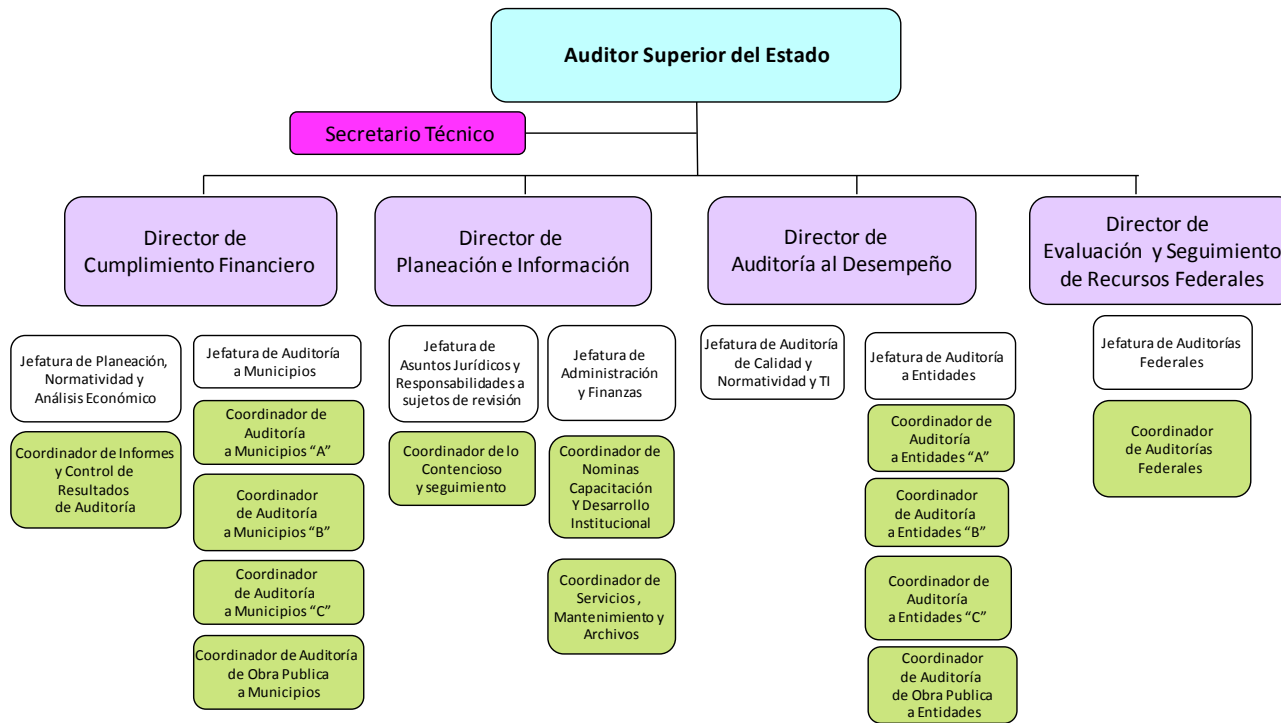 Auditor Superior del Estado
Secretario Técnico
Director de
Cumplimiento Financiero
Director de
Planeación e Información
Director de
Auditoría al Desempeño
Director de
Evaluación y Seguimiento
de Recursos Federales
Jefatura de Planeación,
Normatividad y
Análisis Económico
Coordinador de Informes
y Control de
Resultados
de Auditoría
Jefatura de Auditoría
a Municipios
Coordinador de
Auditoría
a Municipios “A”
Coordinador
de Auditoría
a Municipios “B”
Coordinador
de Auditoría
a Municipios “C”
Coordinador de Auditoría
de Obra Publica
a Municipios
Jefatura de
Asuntos Jurídicos y
Responsabilidades a
sujetos de revisión
Coordinador de lo
Contencioso
y seguimiento
Jefatura de
Administración
y Finanzas
Coordinador de
Nominas
Capacitación
Y Desarrollo
Institucional
Coordinador de
Servicios ,
Mantenimiento y
Archivos
Jefatura de Auditoría
de Calidad y
Normatividad y TI
Jefatura de Auditoría
a Entidades
Coordinador de
Auditoría
a Entidades “A”
Coordinador
de Auditoría
a Entidades “B”
Coordinador de
Auditoría
a Entidades “C”
Coordinador
de Auditoría
de Obra Publica
a Entidades
Jefatura de Auditorías
Federales
Coordinador
de Auditorías
Federales